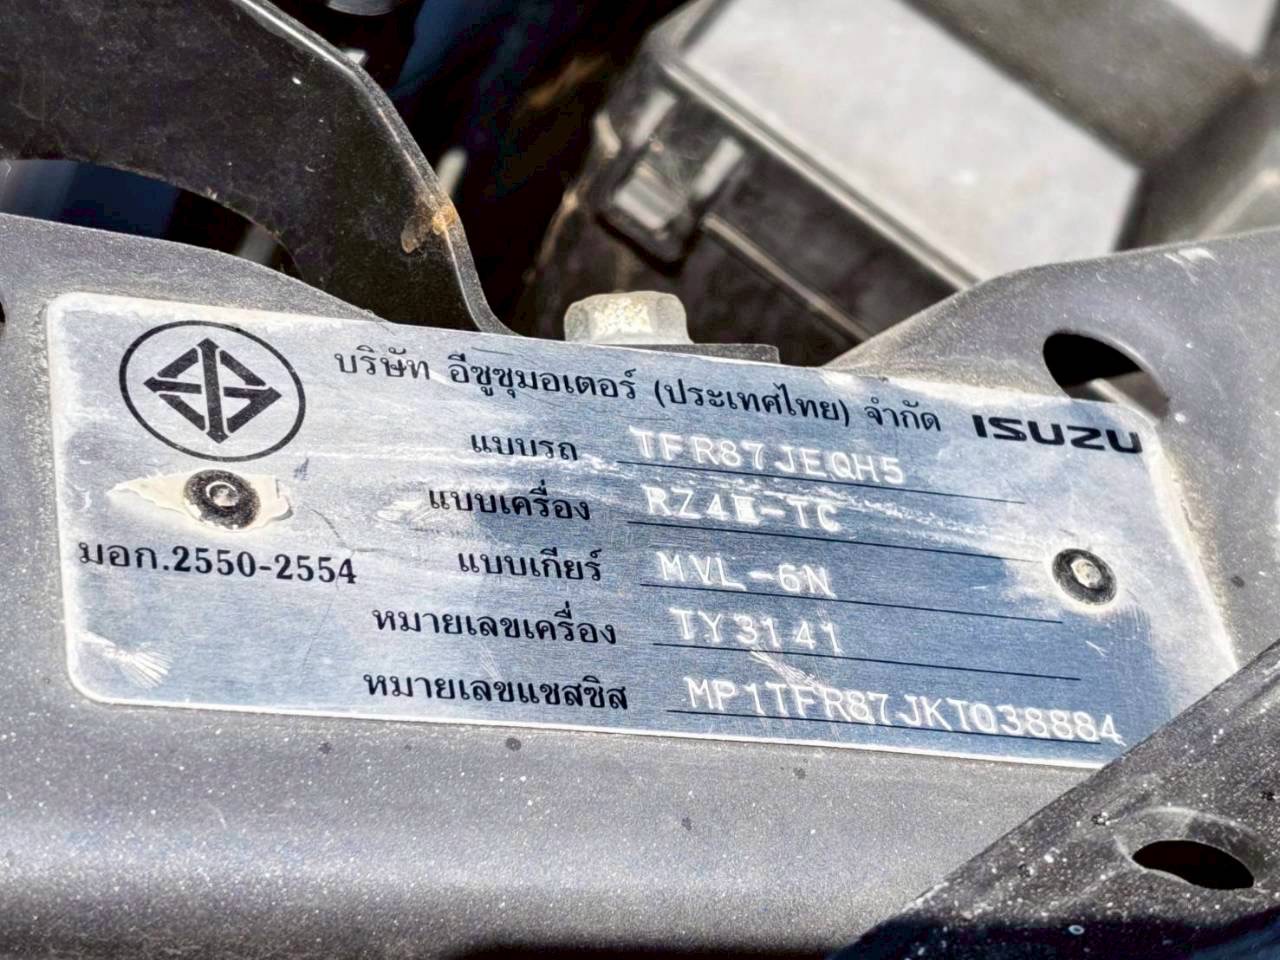 บริษัท อีซูซุมอเตอร์ (ประเทศไทย) จำกัด ISUZU
แบบรถ TFR87JEQH5
แบบเครื่อง RZ4E-TC
มอก.2550-2554
แบบเกียร์ MVL-6N
หมายเลขเครื่อง TY3141
หมายเลขแชสซิส MP1TFR87JKT038884